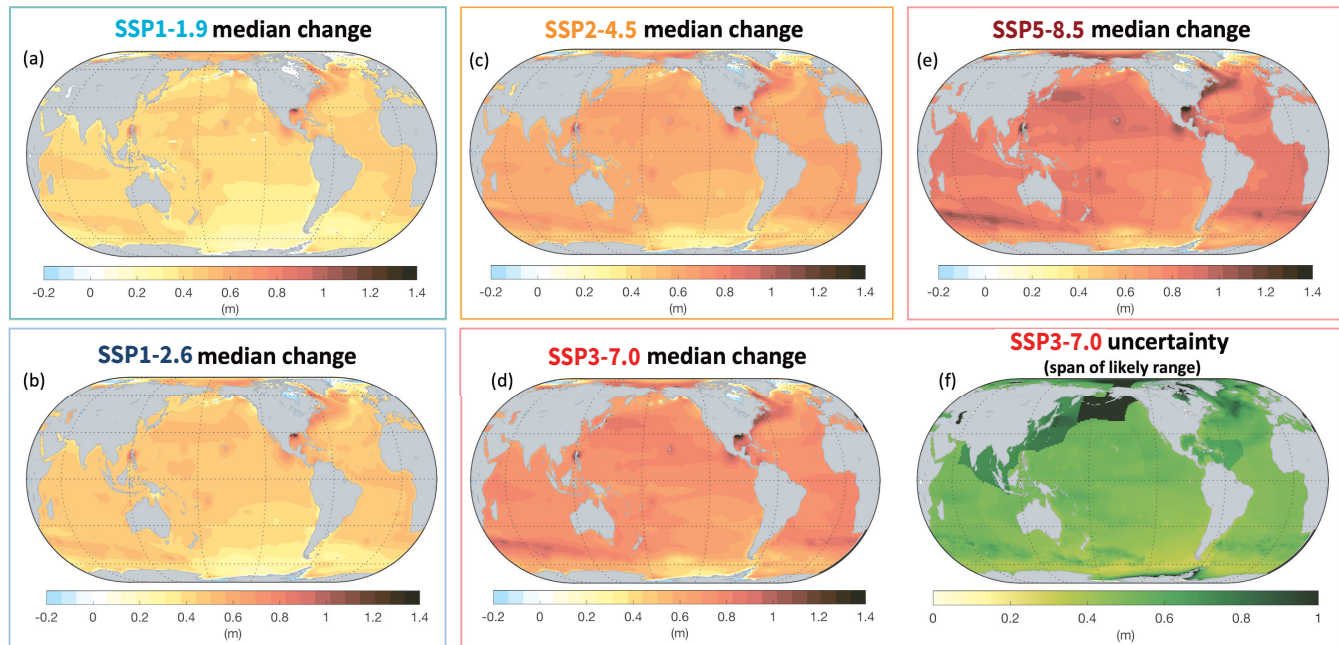 SSP1-1.9 median change
(a)
-0.2 0 0.2 0.4 0.6 0.8 1 1.2 1.4
(m)
SSP2-4.5 median change
(c)
-0.2 0 0.2 0.4 0.6 0.8 1 1.2 1.4
(m)
SSP5-8.5 median change
(e)
-0.2 0 0.2 0.4 0.6 0.8 1 1.2 1.4
(m)
SSP1-2.6 median change
(b)
-0.2 0 0.2 0.4 0.6 0.8 1 1.2 1.4
(m)
SSP3-7.0 median change
(d)
-0.2 0 0.2 0.4 0.6 0.8 1 1.2 1.4
(m)
SSP3-7.0 uncertainty
(span of likely range)
(f)
0 0.2 0.4 0.6 0.8 1
(m)